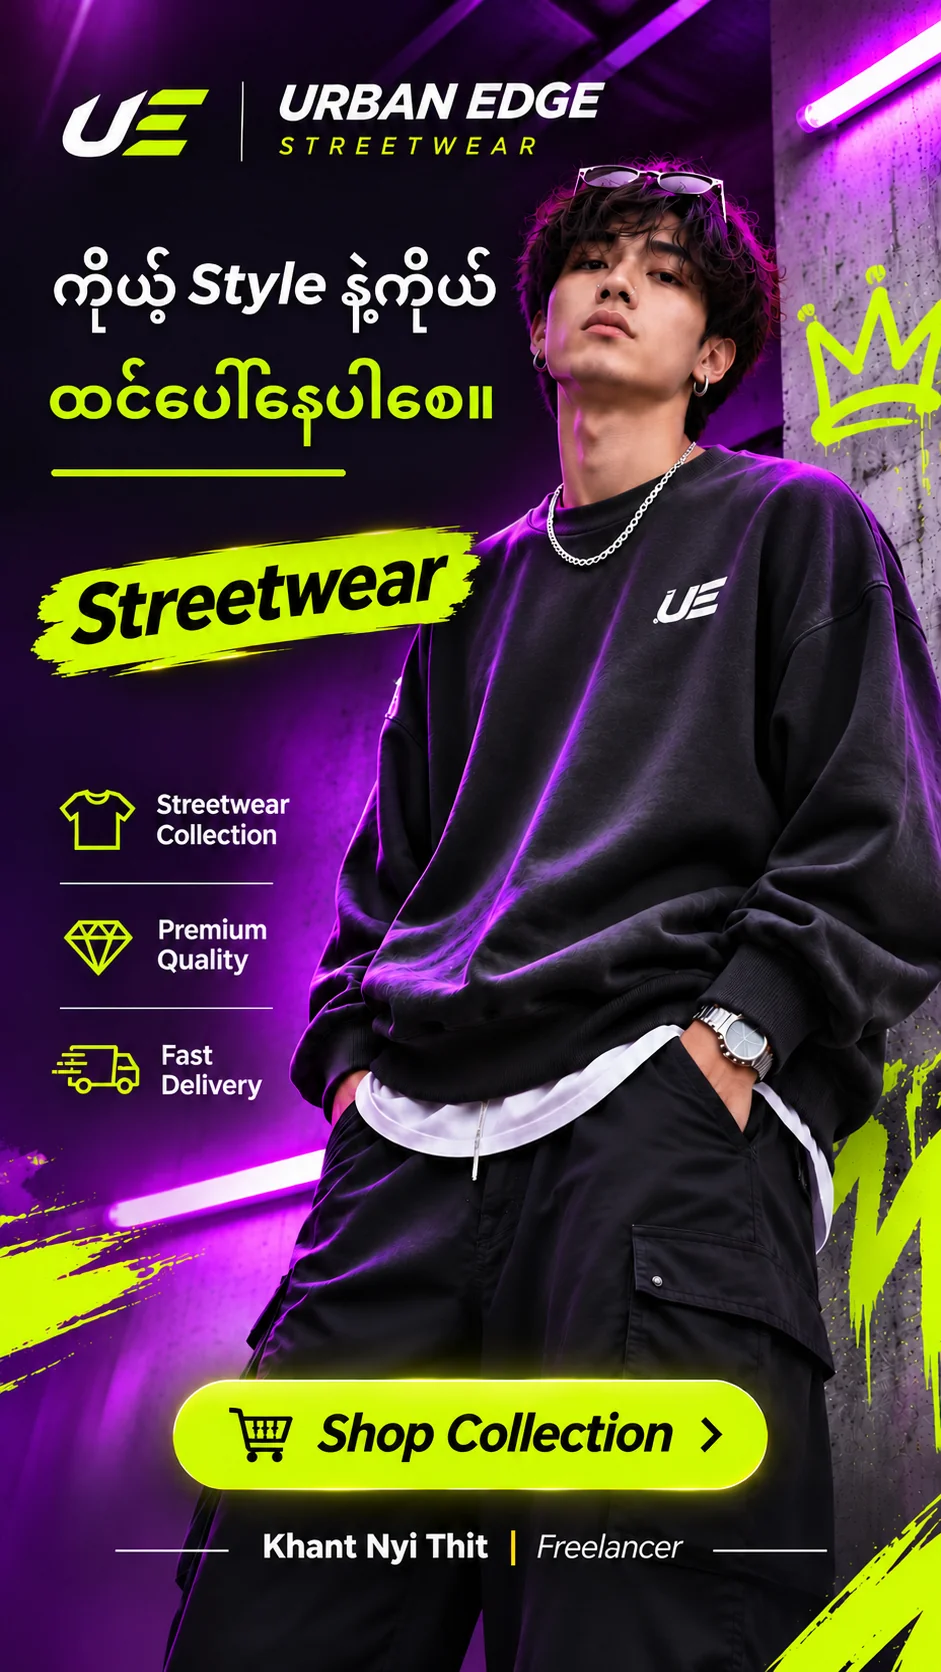 UE
URBAN EDGE
STREETWEAR
ကိုယ့် Style နဲ့ကိုယ်
ထင်ပေါ်နေပါစေ။
Streetwear
UE
Streetwear
Collection
Premium
Quality
Fast
Delivery
Shop Collection
Khant Nyi Thit | Freelancer